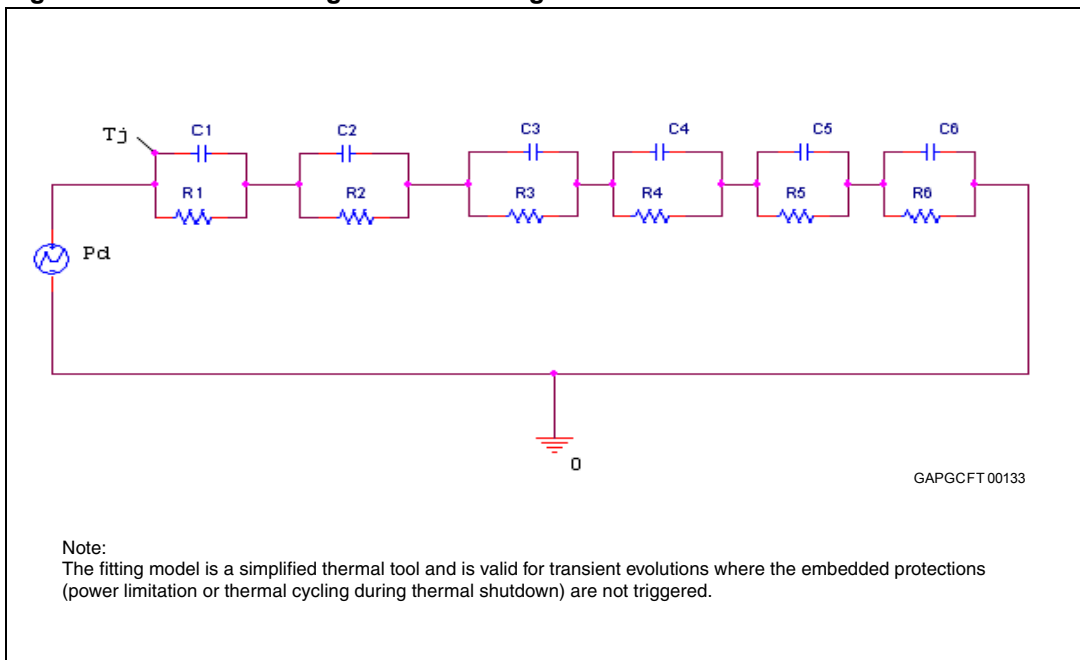 Tj
C1
C2
C3
C4
C5
C6
R1
R2
R3
R4
R5
R6
Pd
0
GAPGCFT00133
Note:
The fitting model is a simplified thermal tool and is valid for transient evolutions where the embedded protections
(power limitation or thermal cycling during thermal shutdown) are not triggered.